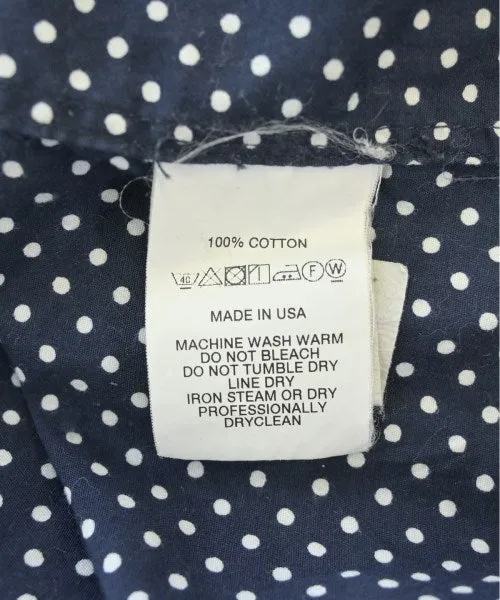 100% COTTON
40 F W
MADE IN USA
MACHINE WASH WARM
DO NOT BLEACH
DO NOT TUMBLE DRY
LINE DRY
IRON STEAM OR DRY
PROFESSIONALLY
DRYCLEAN